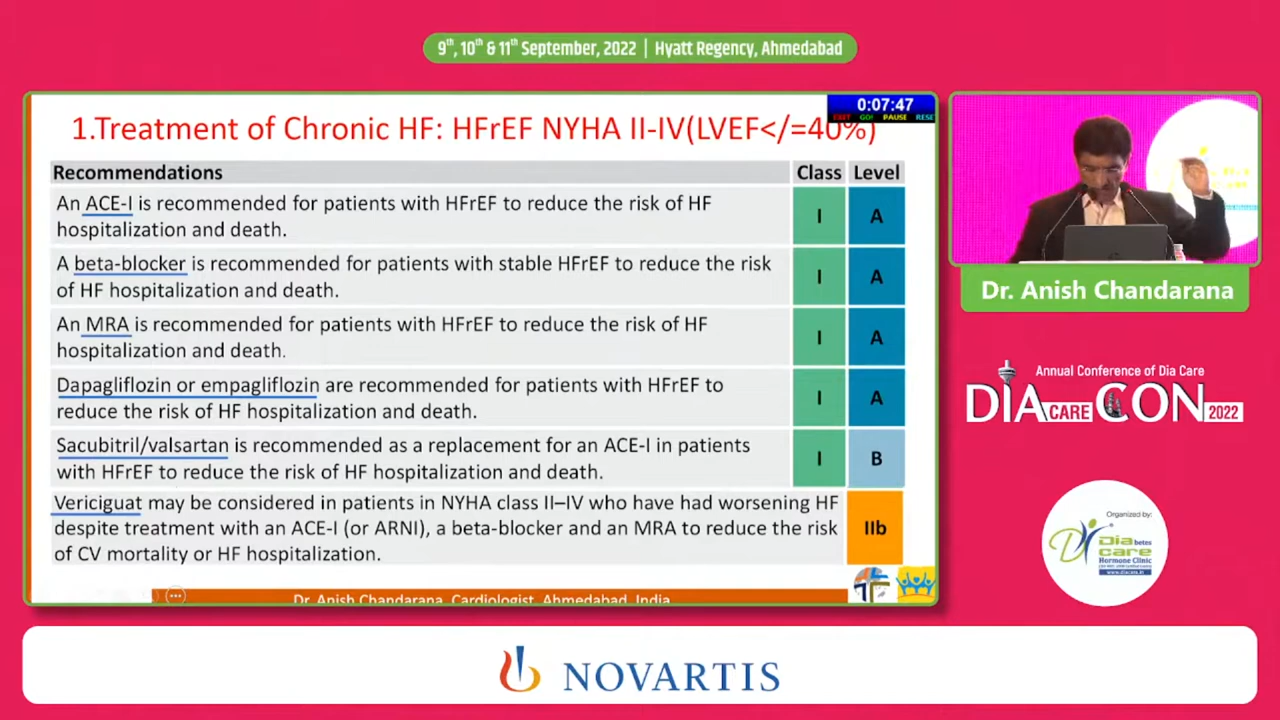 9th, 10th & 11th September, 2022 | Hyatt Regency, Ahmedabad
0:07:47
EXIT GO! PAUSE RESE
1.Treatment of Chronic HF: HFrEF NYHA II-IV(LVEF</=40%)
Recommendations Class Level
An ACE-I is recommended for patients with HFrEF to reduce the risk of HF
hospitalization and death.
I A
A beta-blocker is recommended for patients with stable HFrEF to reduce the risk
of HF hospitalization and death.
I A
An MRA is recommended for patients with HFrEF to reduce the risk of HF
hospitalization and death.
I A
Dapagliflozin or empagliflozin are recommended for patients with HFrEF to
reduce the risk of HF hospitalization and death.
I A
Sacubitril/valsartan is recommended as a replacement for an ACE-I in patients
with HFrEF to reduce the risk of HF hospitalization and death.
I B
Vericiguat may be considered in patients in NYHA class II–IV who have had worsening HF
despite treatment with an ACE-I (or ARNI), a beta-blocker and an MRA to reduce the risk
of CV mortality or HF hospitalization.
IIb
Dr. Anish Chandarana, Cardiologist, Ahmedabad, India
Dr. Anish Chandarana
Annual Conference of Dia Care
DIA CARE CON 2022
Organized by:
Diabetes
care
Hormone Clinic
www.diacare.in
NOVARTIS